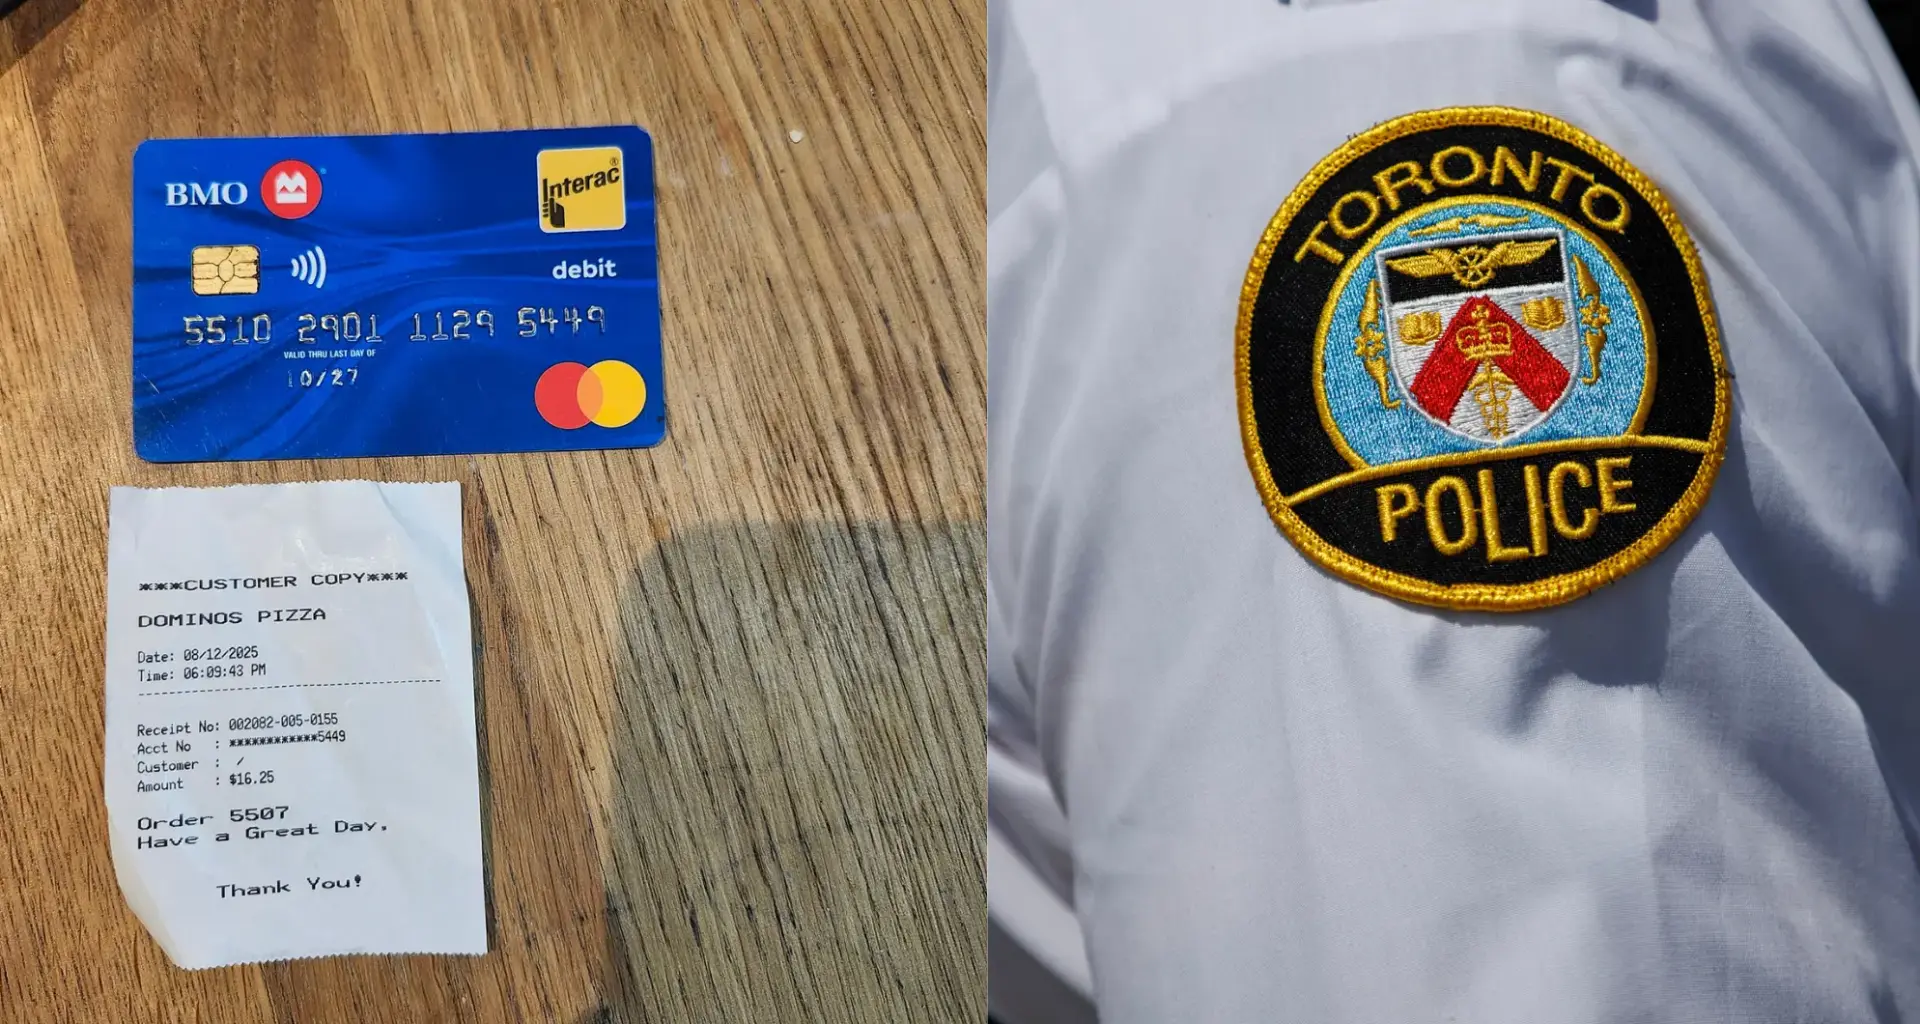 BMO
Interac®
debit
5510 2901 1129 5449
VALID THRU LAST DAY OF
10/27
***CUSTOMER COPY***
DOMINOS PIZZA
Date: 08/12/2025
Time: 06:09:43 PM
Receipt No: 002082-005-0155
Acct No : ************5449
Customer : /
Amount : $16.25
Order 5507
Have a Great Day,
Thank You!
TORONTO
POLICE